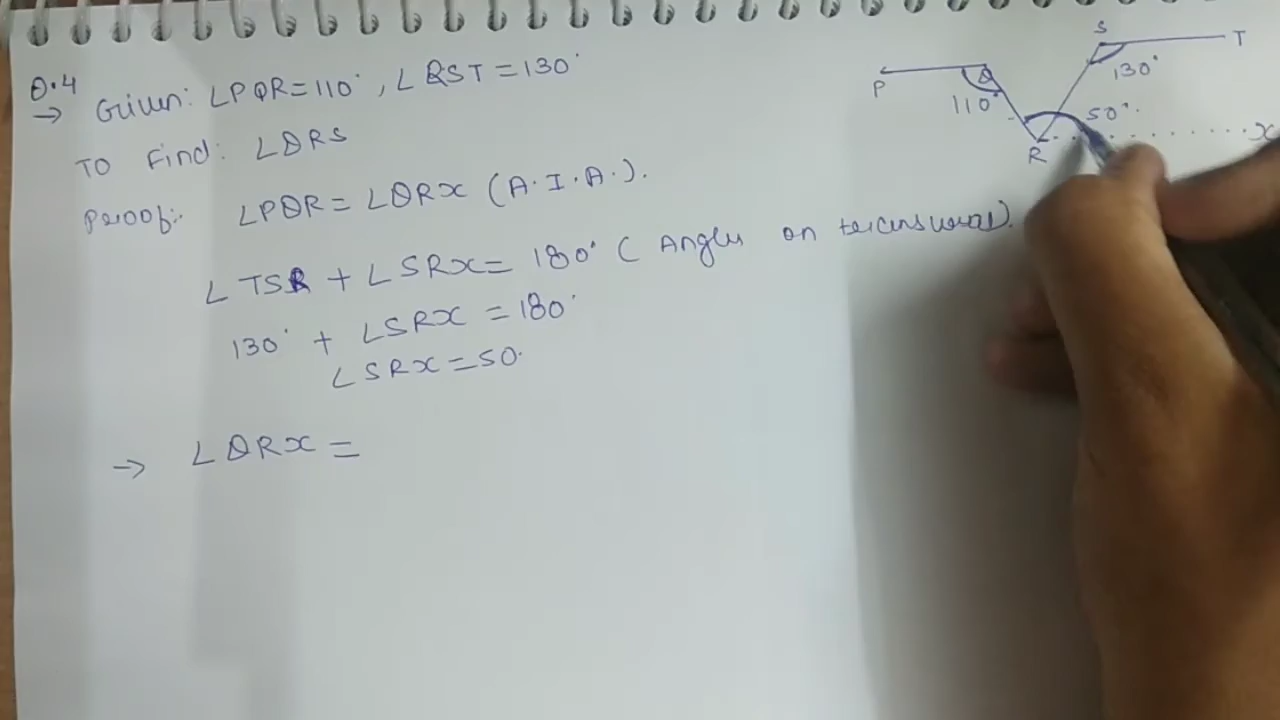 Q.4
→ Given: ∠PQR=110°, ∠RST=130°
To Find: ∠QRS
Proof: ∠PQR = ∠QRX (A.I.A.).
∠TSR + ∠SRX = 180° (Angles on transversal).
130° + ∠SRX = 180°
∠SRX = 50°
→ ∠QRX =
S
T
P
Q
130°
110°
50°
X
R